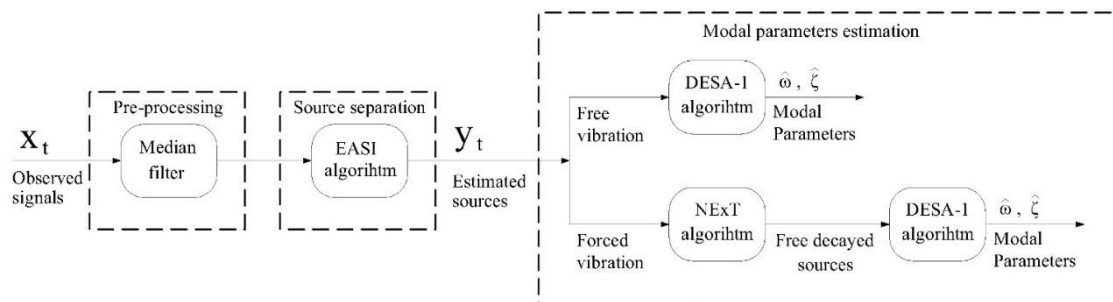 Modal parameters estimation
Pre-processing
Source separation
x_t
Observed
signals
Median
filter
EASI
algorihtm
y_t
Estimated
sources
Free
vibration
DESA-1
algorihtm
ω̂ , ζ̂
Modal
Parameters
Forced
vibration
NExT
algorihtm
Free decayed
sources
DESA-1
algorihtm
ω̂ , ζ̂
Modal
Parameters